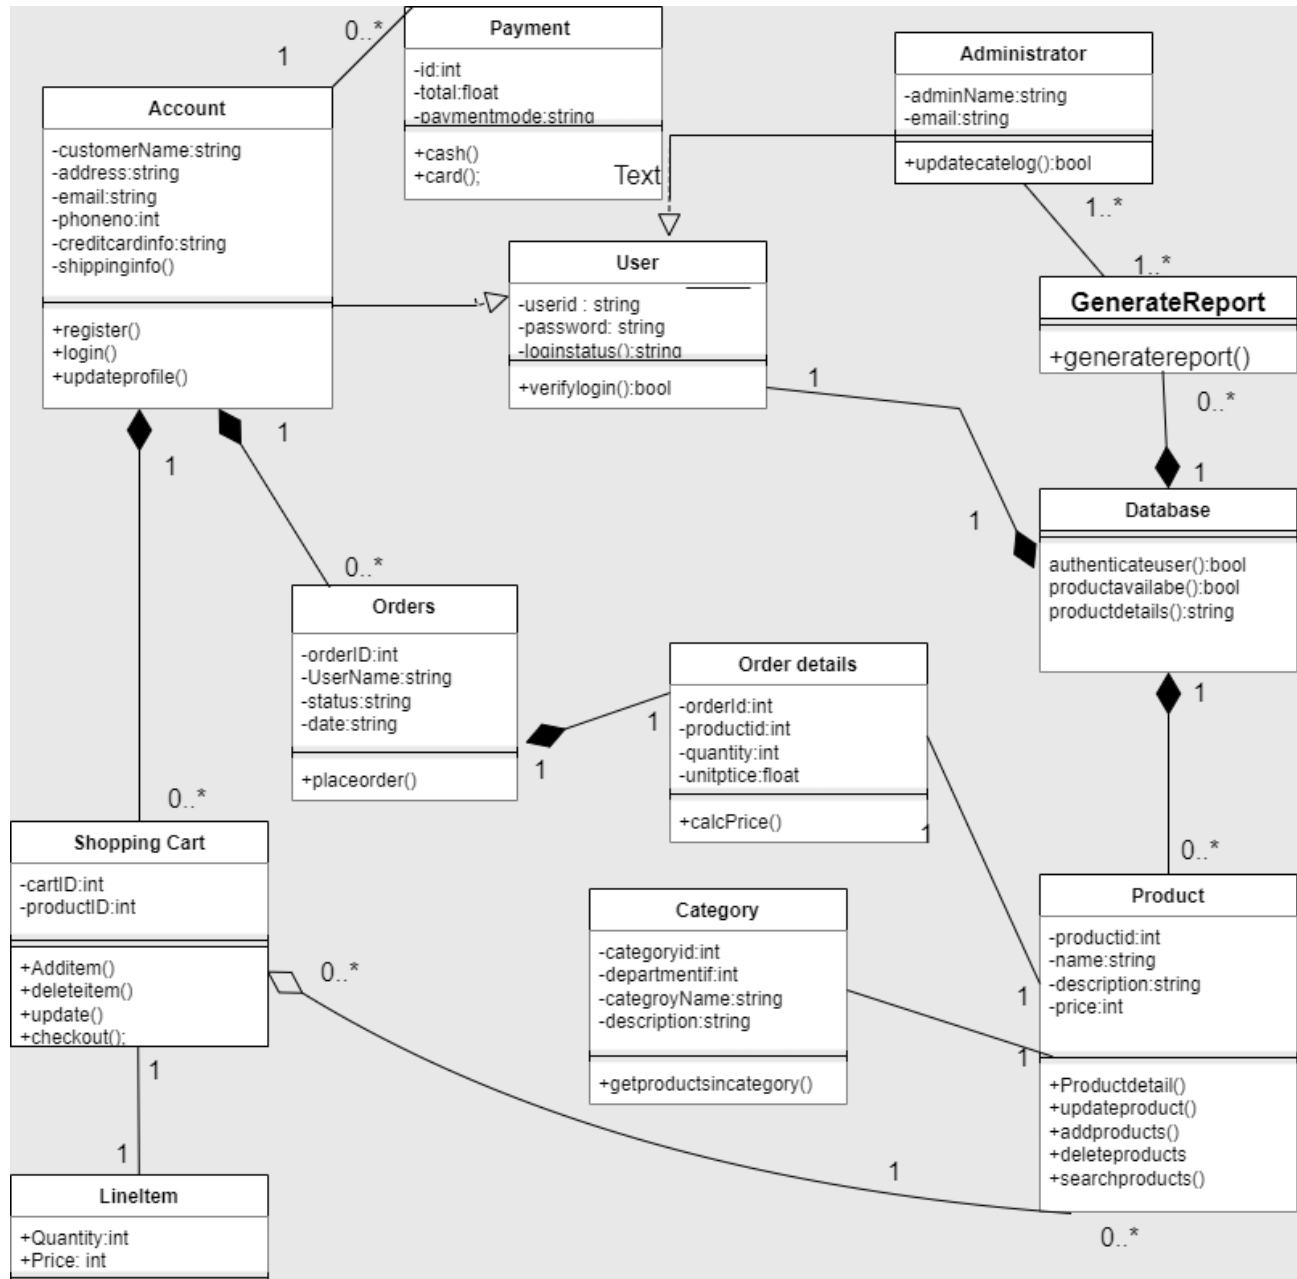 0..*
1
Payment
-id:int
-total:float
-paymentmode:string
+cash()
+card();
Text
Administrator
-adminName:string
-email:string
+updatecatelog():bool
1..*
1..*
Account
-customerName:string
-address:string
-email:string
-phoneno:int
-creditcardinfo:string
-shippinginfo()
+register()
+login()
+updateprofile()
User
-userid : string
-password: string
-loginstatus():string
+verifylogin():bool
GenerateReport
+generatereport()
1
0..*
1
1
1
1
Database
authenticateuser():bool
productavailabe():bool
productdetails():string
1
0..*
0..*
Orders
-orderID:int
-UserName:string
-status:string
-date:string
+placeorder()
1
1
Order details
-orderId:int
-productid:int
-quantity:int
-unitptice:float
+calcPrice()
1
0..*
Shopping Cart
-cartID:int
-productID:int
+Additem()
+deleteitem()
+update()
+checkout();
0..*
Category
-categoryid:int
-departmentif:int
-categroyName:string
-description:string
+getproductsincategory()
1
1
Product
-productid:int
-name:string
-description:string
-price:int
+Productdetail()
+updateproduct()
+addproducts()
+deleteproducts
+searchproducts()
1
1
1
0..*
LineItem
+Quantity:int
+Price: int